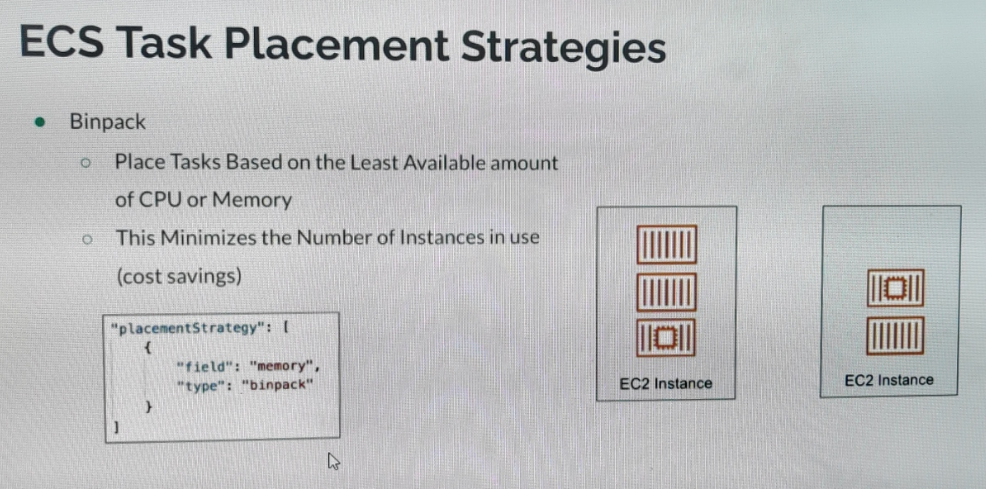 ECS Task Placement Strategies
Binpack
Place Tasks Based on the Least Available amount
of CPU or Memory
This Minimizes the Number of Instances in use
(cost savings)
"placementStrategy": [
{
"field": "memory",
"type": "binpack"
}
]
EC2 Instance
EC2 Instance